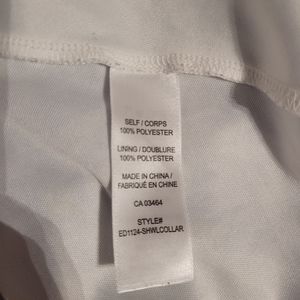 SELF / CORPS
100% POLYESTER
LINING / DOUBLURE
100% POLYESTER
MADE IN CHINA /
FABRIQUÉ EN CHINE
CA 03464
STYLE#
ED1124-SHWLCOLLAR